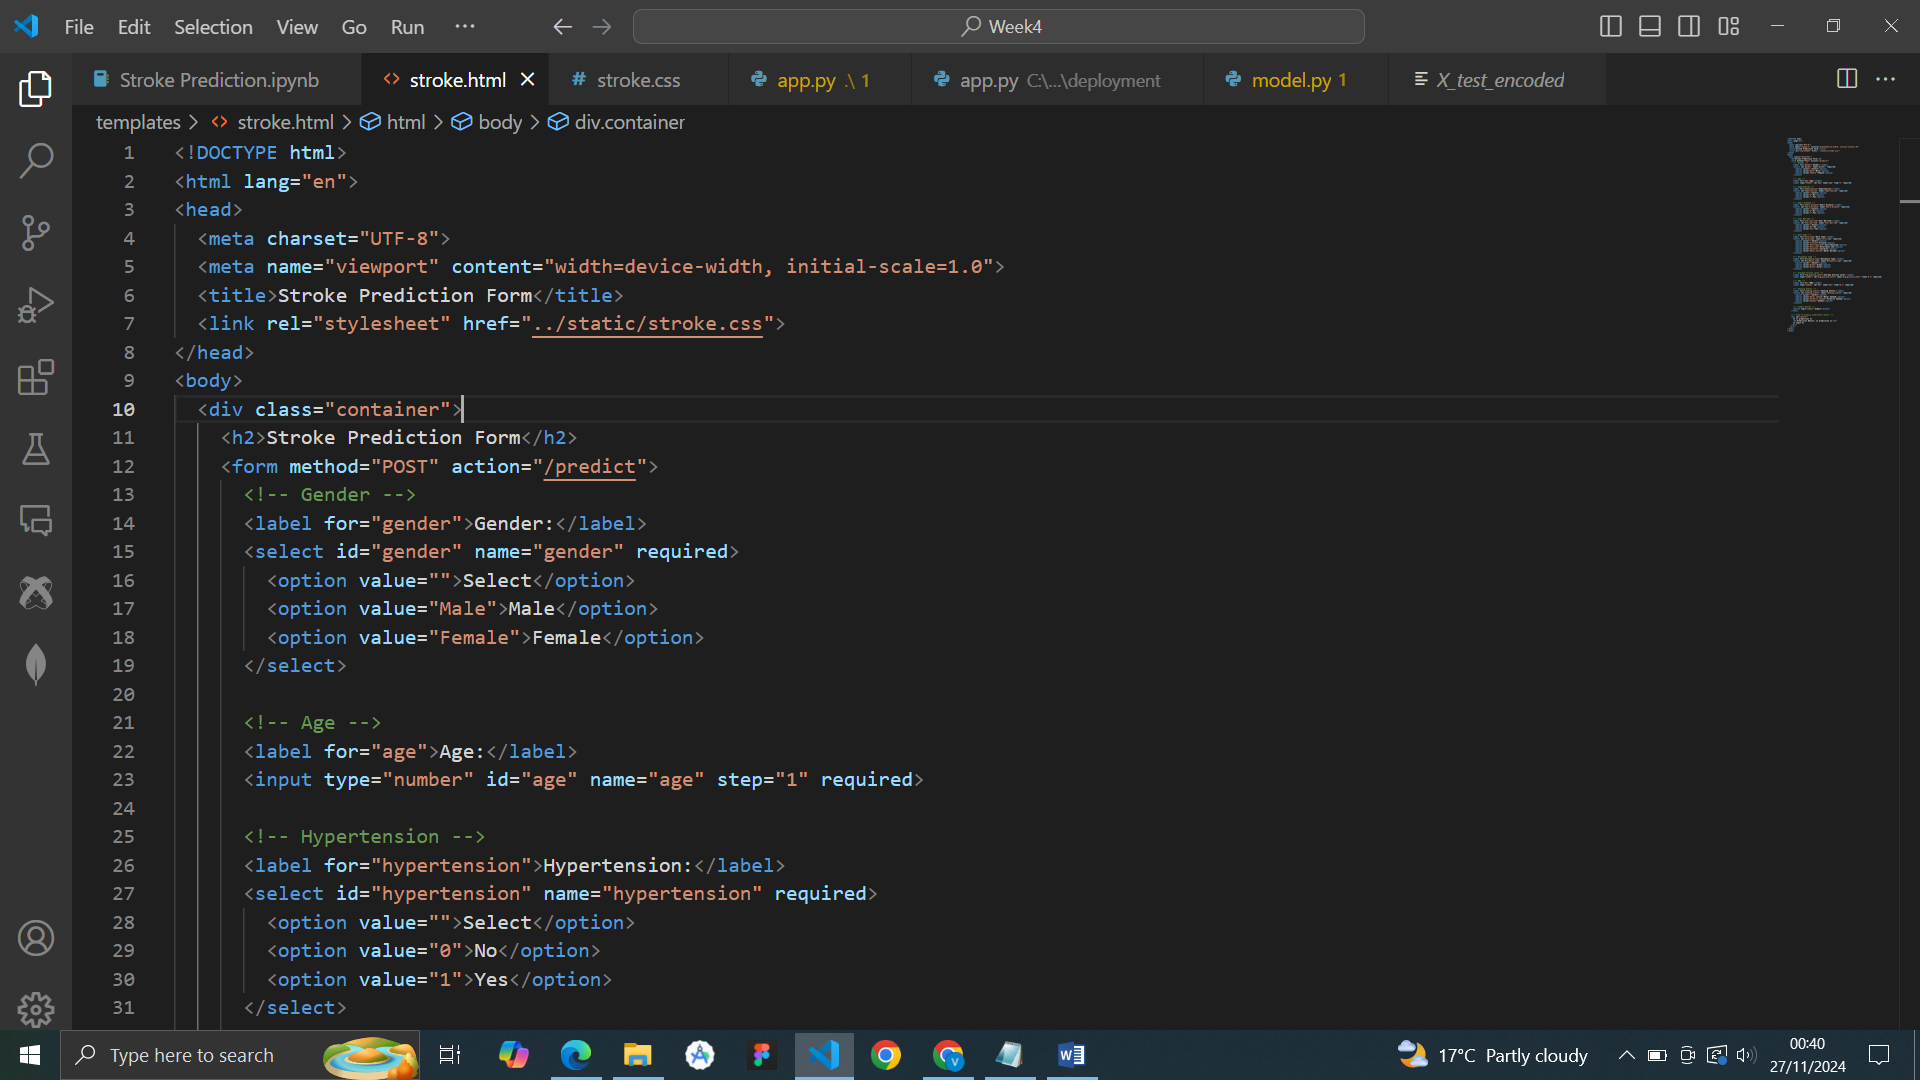 File Edit Selection View Go Run ··· Week4
Stroke Prediction.ipynb stroke.html stroke.css app.py .\ 1 app.py C:\...\deployment model.py 1 X_test_encoded
templates > stroke.html > html > body > div.container
1 <!DOCTYPE html>
2 <html lang="en">
3 <head>
4 <meta charset="UTF-8">
5 <meta name="viewport" content="width=device-width, initial-scale=1.0">
6 <title>Stroke Prediction Form</title>
7 <link rel="stylesheet" href="../static/stroke.css">
8 </head>
9 <body>
10 <div class="container">
11 <h2>Stroke Prediction Form</h2>
12 <form method="POST" action="/predict">
13 <!-- Gender -->
14 <label for="gender">Gender:</label>
15 <select id="gender" name="gender" required>
16 <option value="">Select</option>
17 <option value="Male">Male</option>
18 <option value="Female">Female</option>
19 </select>
20
21 <!-- Age -->
22 <label for="age">Age:</label>
23 <input type="number" id="age" name="age" step="1" required>
24
25 <!-- Hypertension -->
26 <label for="hypertension">Hypertension:</label>
27 <select id="hypertension" name="hypertension" required>
28 <option value="">Select</option>
29 <option value="0">No</option>
30 <option value="1">Yes</option>
31 </select>
Type here to search 17°C Partly cloudy 00:40
27/11/2024